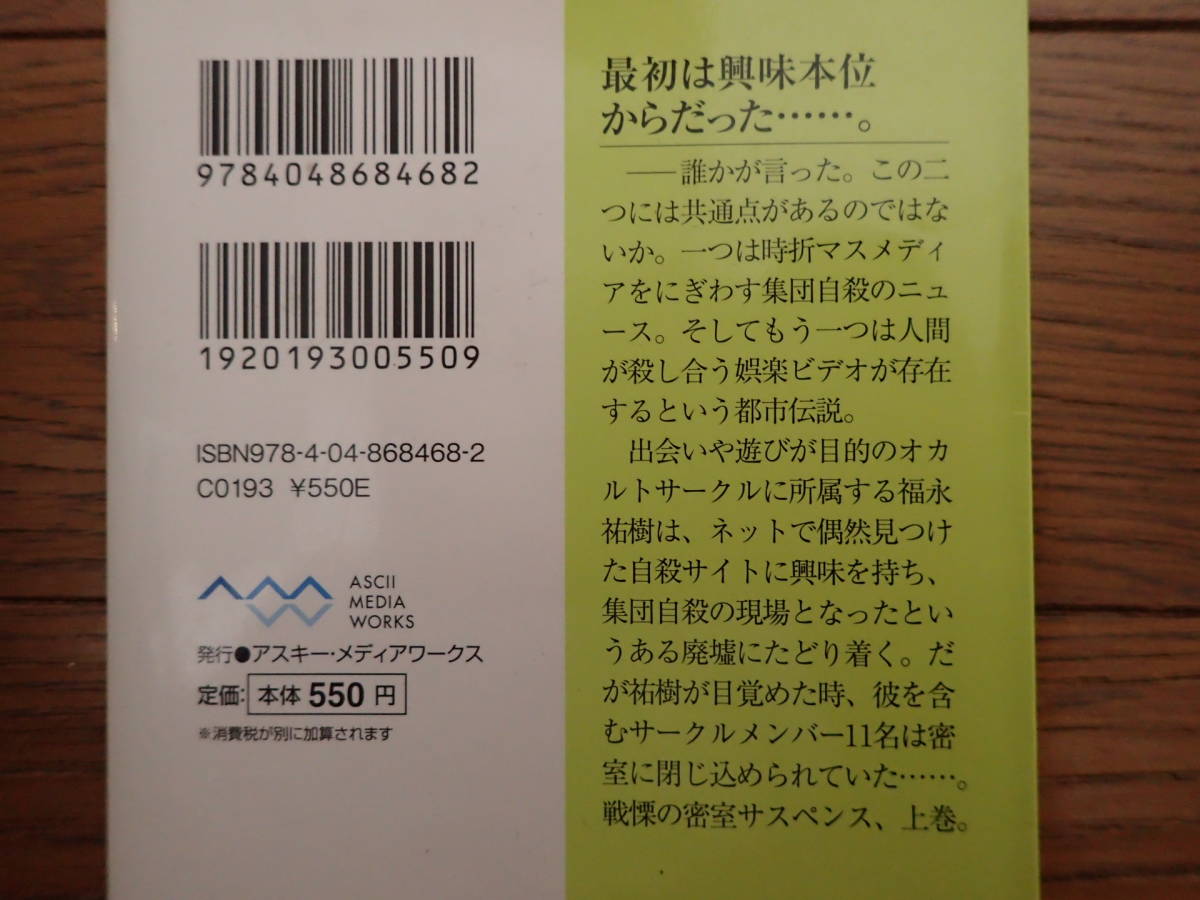 9784048684682
1920193005509
ISBN978-4-04-868468-2
C0193 ¥550E
ASCII
MEDIA
WORKS
発行●アスキー・メディアワークス
定価:本体550円
※消費税が別に加算されます
最初は興味本位
からだった……。
――誰かが言った。この二
つには共通点があるのではな
いか。一つは時折マスメディ
アをにぎわす集団自殺のニュ
ース。そしてもう一つは人間
が殺し合う娯楽ビデオが存在
するという都市伝説。
出会いや遊びが目的のオカ
ルトサークルに所属する福永
祐樹は、ネットで偶然見つけ
た自殺サイトに興味を持ち、
集団自殺の現場となったとい
うある廃墟にたどり着く。だ
が祐樹が目覚めた時、彼を含
むサークルメンバー11名は密
室に閉じ込められていた……。
戦慄の密室サスペンス、上巻。